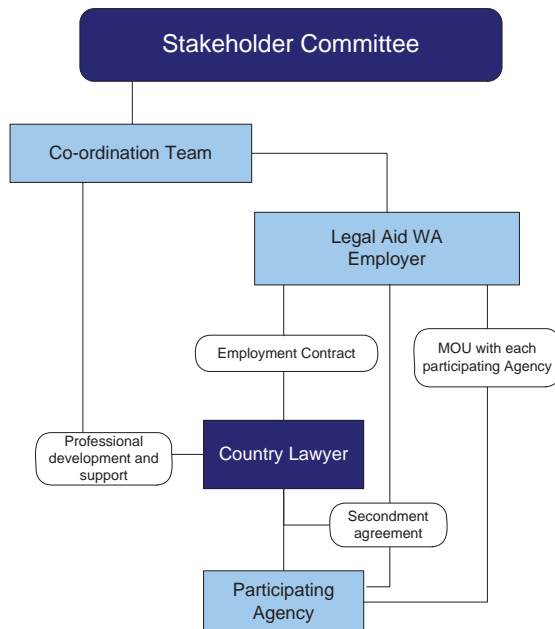 Stakeholder Committee
Co-ordination Team
Legal Aid WA
Employer
Employment Contract
MOU with each
participating Agency
Professional
development and
support
Country Lawyer
Secondment
agreement
Participating
Agency